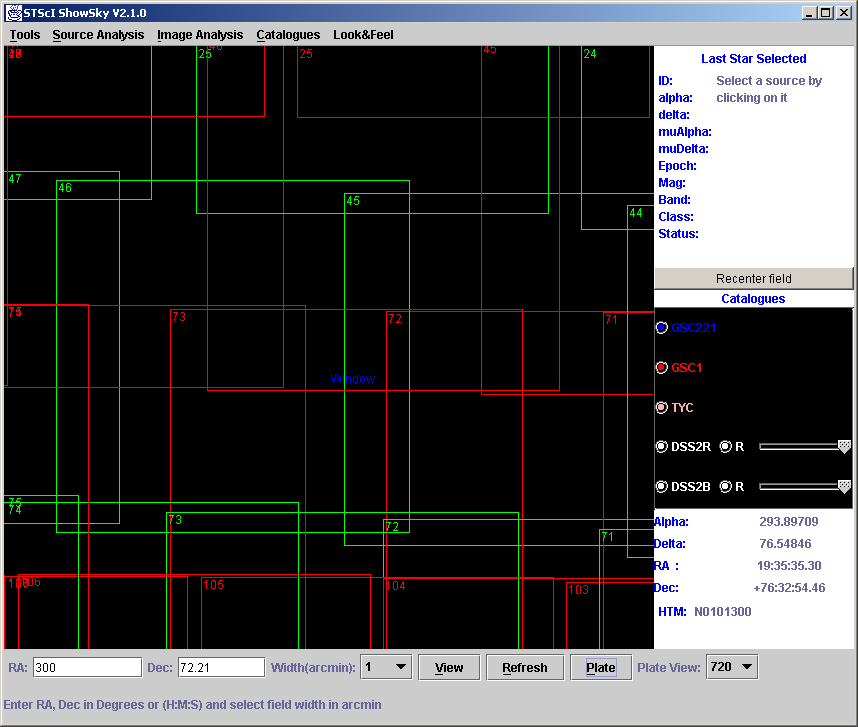 STScI ShowSky V2.1.0
Tools Source Analysis Image Analysis Catalogues Look&Feel
25 25 45 24
47
46
45
44
73
72
71
Window
75
74
73
72
71
106
105
104
103
Last Star Selected
ID: Select a source by
alpha: clicking on it
delta:
muAlpha:
muDelta:
Epoch:
Mag:
Band:
Class:
Status:
Recenter field
Catalogues
GSC221
GSC1
TYC
DSS2R R
DSS2B R
Alpha: 293.89709
Delta: 76.54846
RA : 19:35:35.30
Dec: +76:32:54.46
HTM: N0101300
RA: 300 Dec: 72.21 Width(arcmin): 1 View Refresh Plate Plate View: 720
Enter RA, Dec in Degrees or (H:M:S) and select field width in arcmin